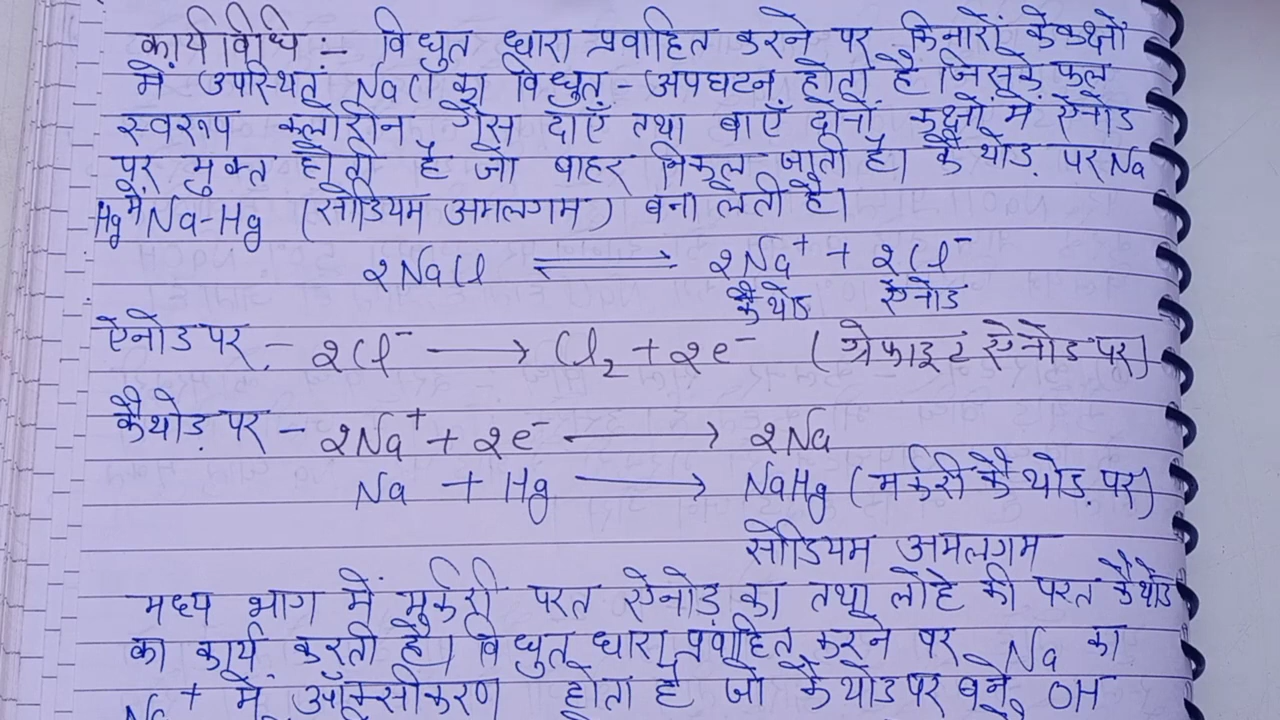 कार्यविधि :- विधुत धारा प्रवाहित करने पर किनारों के कक्षों
में उपस्थित NaCl का विधुत - अपघटन होता है जिसके फल
स्वरूप क्लोरीन गैस दाएँ तथा बाएँ दोनों कक्षों में ऐनोड
पर मुक्त होती है जो बाहर निकल जाती है। कैथोड़ पर Na
Hg में Na-Hg (सोडियम अमलगम) बना लेती है।
2NaCl ⇌ 2Na⁺ + 2Cl⁻
कैथोड ऐनोड
ऐनोड पर - 2Cl⁻ → Cl₂ + 2e⁻ (ग्रेफाइट ऐनोड पर)
कैथोड़ पर - 2Na⁺ + 2e⁻ → 2Na
Na + Hg → NaHg (मर्करी कैथोड़ पर)
सोडियम अमलगम
मध्य भाग में मर्करी परत ऐनोड़ का तथा लोहे की परत कैथोड
का कार्य करती है। विधुत धारा प्रवाहित करने पर Na का
Na⁺ में ऑक्सीकरण होता है जो कैथोड पर बने OH⁻